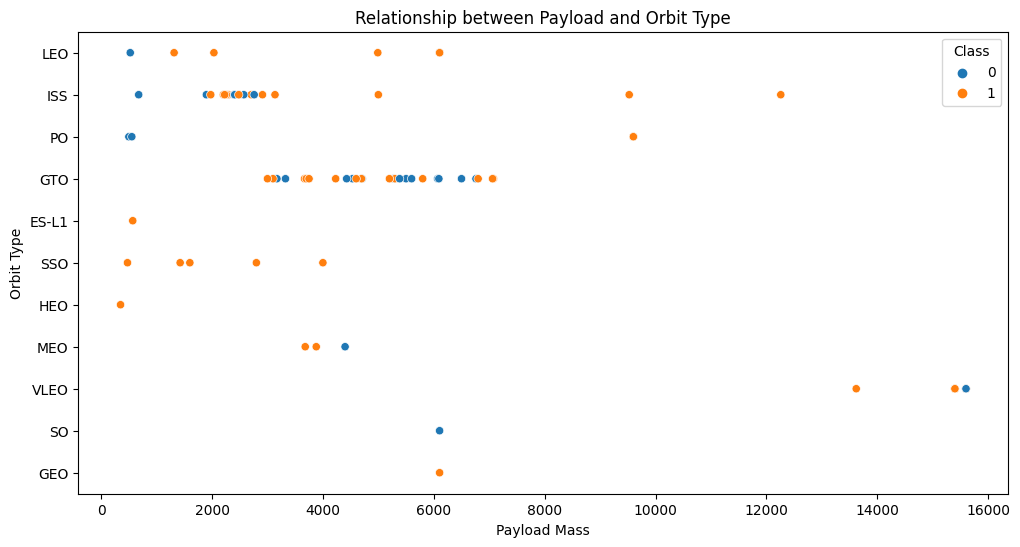 Relationship between Payload and Orbit Type
Class
0
1
LEO
ISS
PO
GTO
ES-L1
SSO
HEO
MEO
VLEO
SO
GEO
Orbit Type
0 2000 4000 6000 8000 10000 12000 14000 16000
Payload Mass